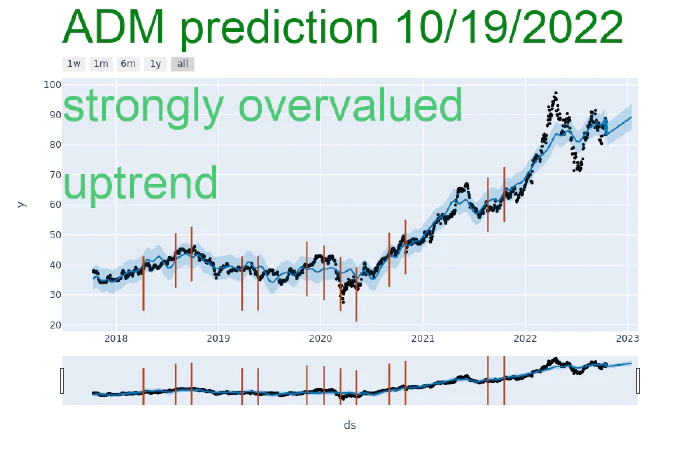 ADM prediction 10/19/2022
1w 1m 6m 1y all
strongly overvalued
uptrend
100
90
80
70
60
50
40
30
20
y
2018 2019 2020 2021 2022 2023
ds